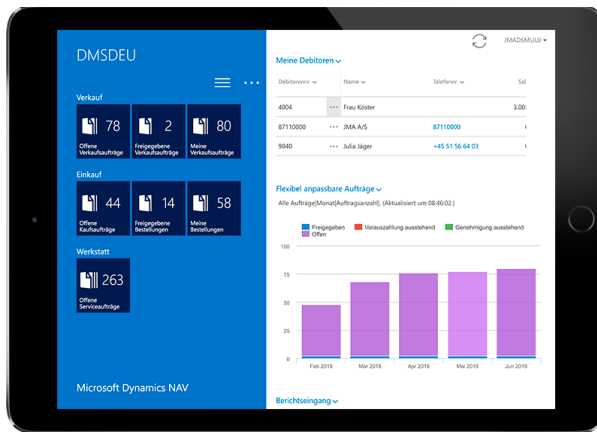 DMSDEU
Verkauf
78
Offene
Verkaufsaufträge
2
Freigegebene
Verkaufsaufträge
80
Meine
Verkaufsaufträge
Einkauf
44
Offene
Kaufsaufträge
14
Freigegebene
Bestellungen
58
Meine
Bestellungen
Werkstatt
263
Offene
Serviceaufträge
Microsoft Dynamics NAV
Meine Debitoren
Debitorennr. Name Telefonnr. Sal
4004 Frau Köster 3.00
87110000 JMA A/S 87110000
9040 Julia Jäger +45 51 56 64 03
Flexibel anpassbare Aufträge
Alle Aufträge|Monat|Auftragsanzahl|. (Aktualisiert um 08:46:02.)
Freigegeben Vorauszahlung ausstehend Genehmigung ausstehend
Offen
100
75
50
25
0
Feb 2018 Mär 2018 Apr 2018 Mai 2018 Jun 2018
Berichtseingang